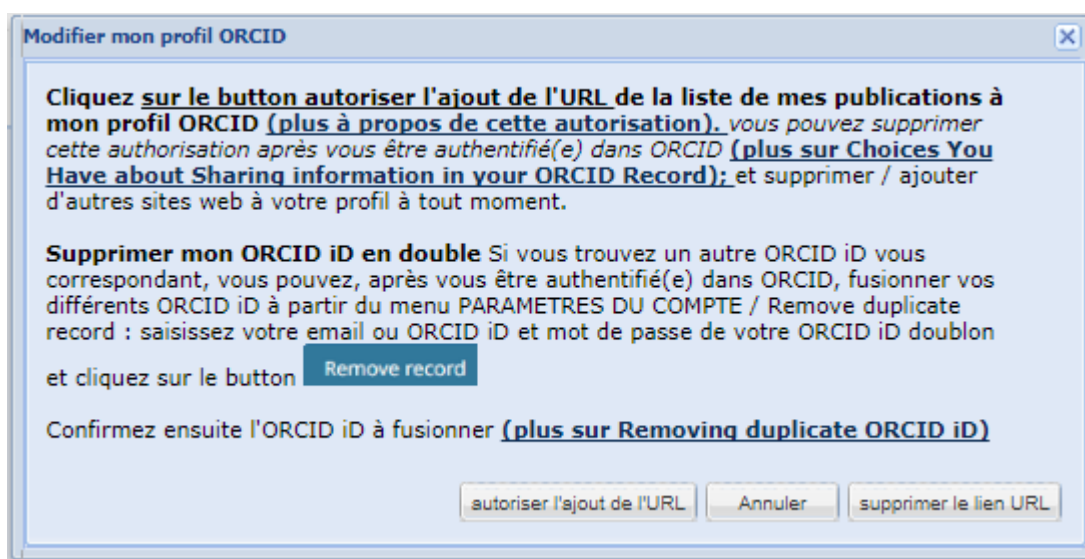 Modifier mon profil ORCID
Cliquez sur le button autoriser l'ajout de l'URL de la liste de mes publications à
mon profil ORCID (plus à propos de cette autorisation). vous pouvez supprimer
cette authorisation après vous être authentifié(e) dans ORCID (plus sur Choices You
Have about Sharing information in your ORCID Record); et supprimer / ajouter
d'autres sites web à votre profil à tout moment.
Supprimer mon ORCID iD en double Si vous trouvez un autre ORCID iD vous
correspondant, vous pouvez, après vous être authentifié(e) dans ORCID, fusionner vos
différents ORCID iD à partir du menu PARAMETRES DU COMPTE / Remove duplicate
record : saisissez votre email ou ORCID iD et mot de passe de votre ORCID iD doublon
et cliquez sur le button Remove record
Confirmez ensuite l'ORCID iD à fusionner (plus sur Removing duplicate ORCID iD)
autoriser l'ajout de l'URL Annuler supprimer le lien URL